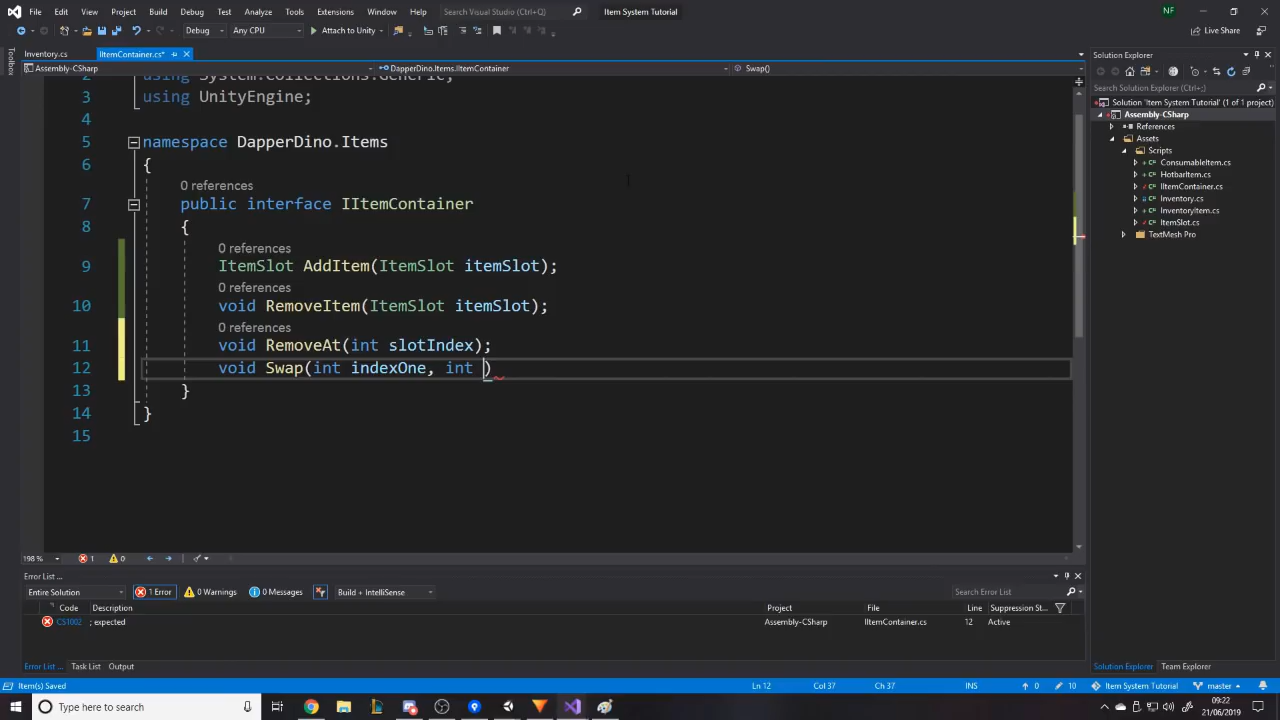 File Edit View Project Build Debug Test Analyze Tools Extensions Window Help Search Visual Studio (Ctrl+Q) Item System Tutorial NF
Debug Any CPU Attach to Unity Live Share
Toolbox
Inventory.cs IItemContainer.cs*
Assembly-CSharp DapperDino.Items.IItemContainer Swap()
2 using System.Collections.Generic;
3 using UnityEngine;
4
5 namespace DapperDino.Items
6 {
0 references
7 public interface IItemContainer
8 {
0 references
9 ItemSlot AddItem(ItemSlot itemSlot);
0 references
10 void RemoveItem(ItemSlot itemSlot);
0 references
11 void RemoveAt(int slotIndex);
12 void Swap(int indexOne, int )
13 }
14 }
15
198 % 1 0
Solution Explorer
Search Solution Explorer (Ctrl+;)
Solution 'Item System Tutorial' (1 of 1 project)
Assembly-CSharp
References
Assets
Scripts
ConsumableItem.cs
HotbarItem.cs
IItemContainer.cs
Inventory.cs
InventoryItem.cs
ItemSlot.cs
TextMesh Pro
Error List ...
Entire Solution 1 Error 0 Warnings 0 Messages Build + IntelliSense Search Error List
Code Description Project File Line Suppression St...
CS1002 ; expected Assembly-CSharp IItemContainer.cs 12 Active
Error List ... Task List Output Solution Explorer Team Explorer
Item(s) Saved Ln 12 Col 37 Ch 37 INS 0 10 Item System Tutorial master
Type here to search 09:22
21/06/2019